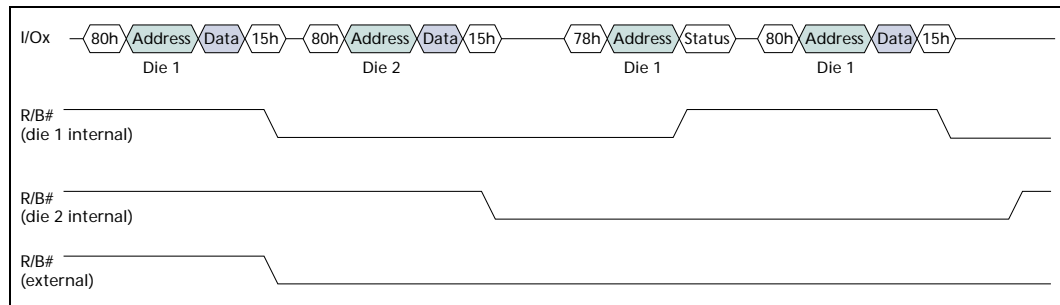 I/Ox 80h Address Data 15h 80h Address Data 15h 78h Address Status 80h Address Data 15h
Die 1 Die 2 Die 1 Die 1
R/B#
(die 1 internal)
R/B#
(die 2 internal)
R/B#
(external)